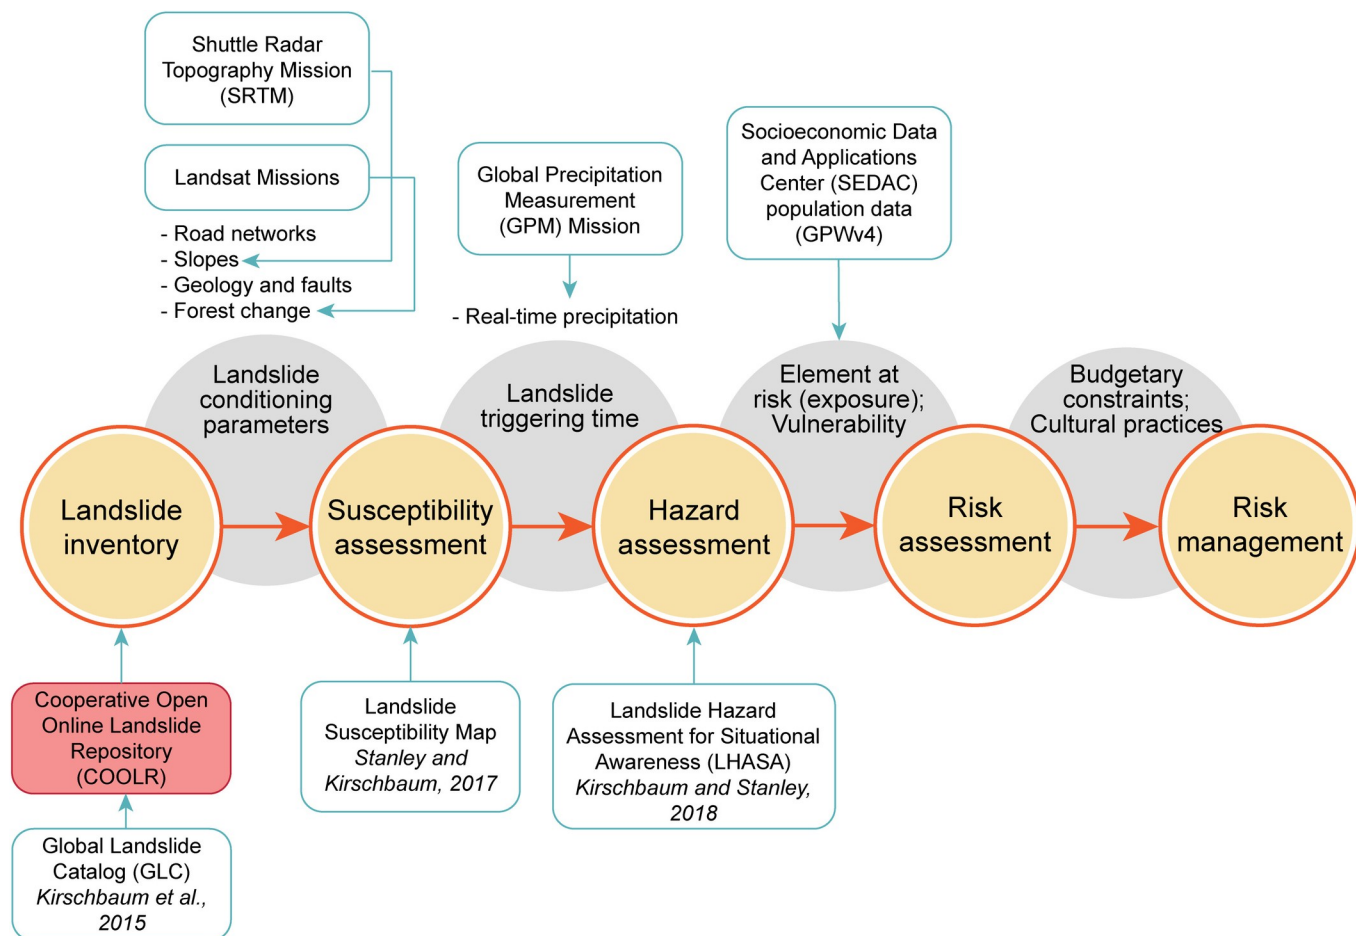 Shuttle Radar
Topography Mission
(SRTM)
Landsat Missions
- Road networks
- Slopes
- Geology and faults
- Forest change
Global Precipitation
Measurement
(GPM) Mission
- Real-time precipitation
Socioeconomic Data
and Applications
Center (SEDAC)
population data
(GPWv4)
Landslide
conditioning
parameters
Landslide
triggering time
Element at
risk (exposure);
Vulnerability
Budgetary
constraints;
Cultural practices
Landslide
inventory
Susceptibility
assessment
Hazard
assessment
Risk
assessment
Risk
management
Cooperative Open
Online Landslide
Repository
(COOLR)
Global Landslide
Catalog (GLC)
Kirschbaum et al.,
2015
Landslide
Susceptibility Map
Stanley and
Kirschbaum, 2017
Landslide Hazard
Assessment for Situational
Awareness (LHASA)
Kirschbaum and Stanley,
2018